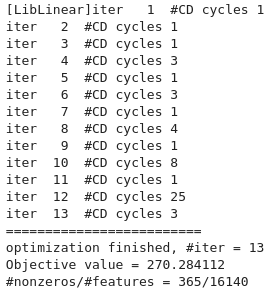 [LibLinear]iter   1  #CD cycles 1
iter   2  #CD cycles 1
iter   3  #CD cycles 1
iter   4  #CD cycles 3
iter   5  #CD cycles 1
iter   6  #CD cycles 3
iter   7  #CD cycles 1
iter   8  #CD cycles 4
iter   9  #CD cycles 1
iter  10  #CD cycles 8
iter  11  #CD cycles 1
iter  12  #CD cycles 25
iter  13  #CD cycles 3
=========================
optimization finished, #iter = 13
Objective value = 270.284112
#nonzeros/#features = 365/16140